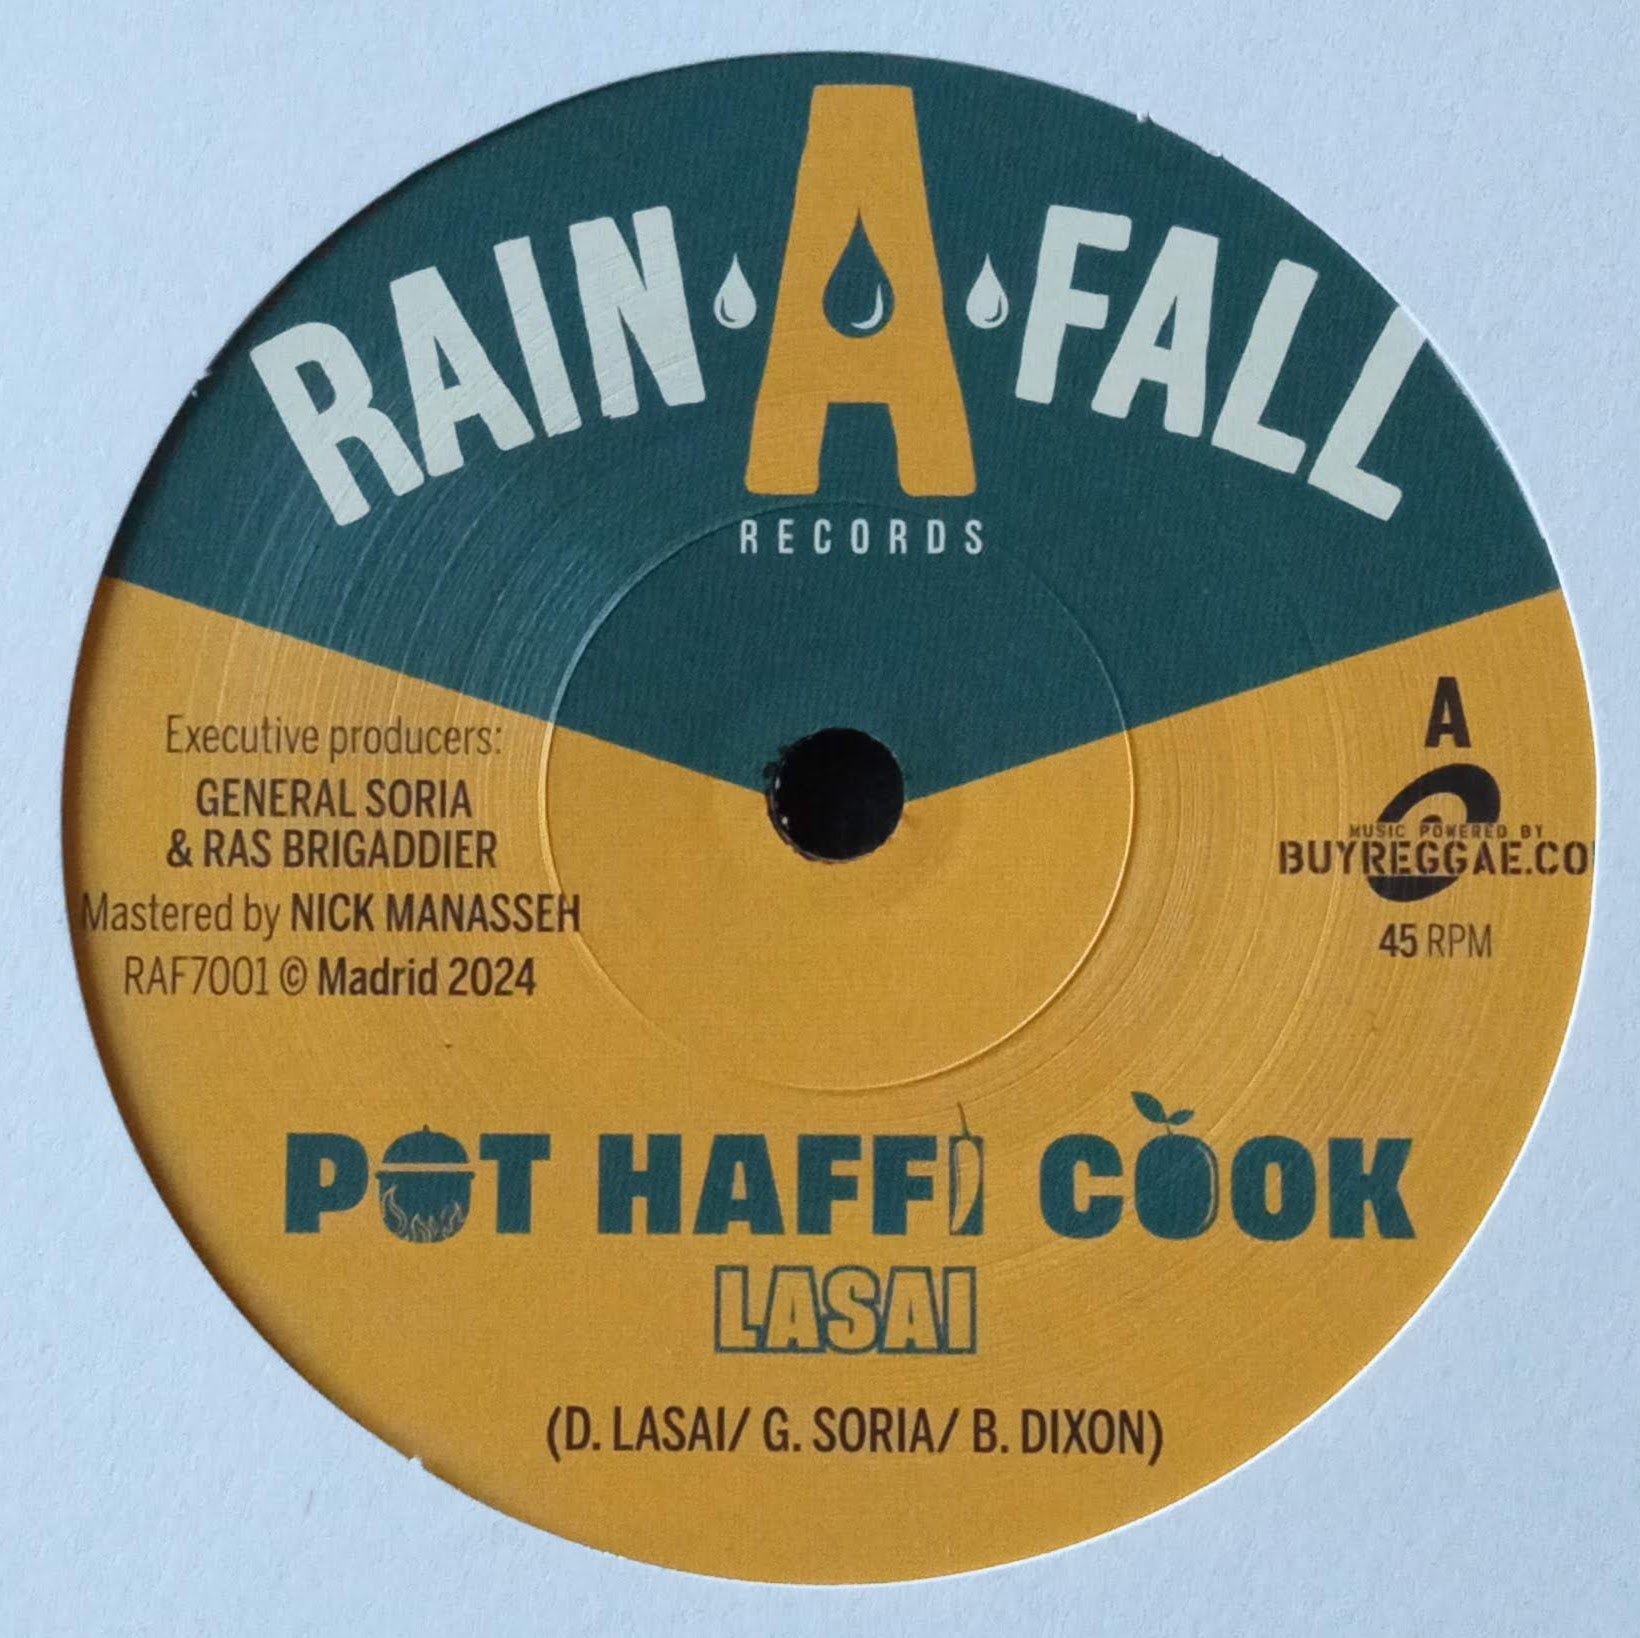 RAIN A FALL
RECORDS
Executive producers:
GENERAL SORIA
& RAS BRIGADDIER
Mastered by NICK MANASSEH
RAF7001 © Madrid 2024
A
MUSIC POWERED BY
BUYREGGAE.CO
45 RPM
POT HAFFI COOK
LASAI
(D. LASAI/ G. SORIA/ B. DIXON)